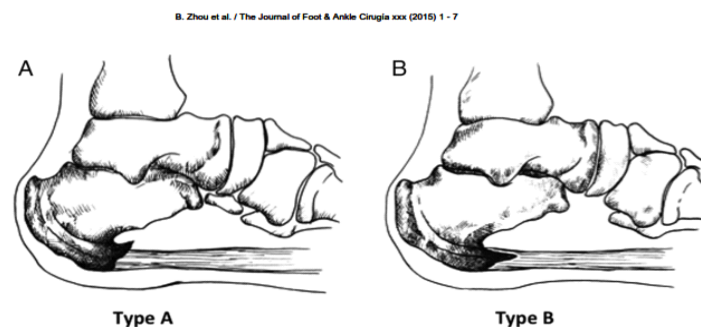 B. Zhou et al. / The Journal of Foot & Ankle Cirugia xxx (2015) 1 - 7
A
B
Type A
Type B